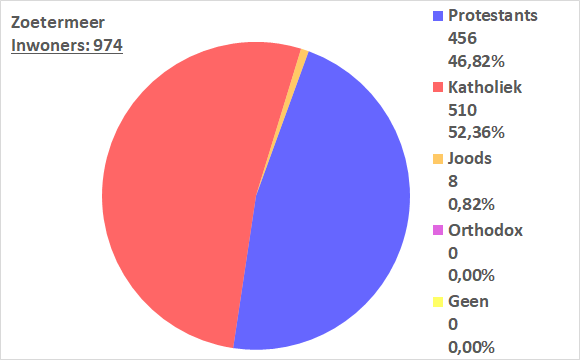 Zoetermeer
Inwoners: 974
Protestants
456
46,82%
Katholiek
510
52,36%
Joods
8
0,82%
Orthodox
0
0,00%
Geen
0
0,00%